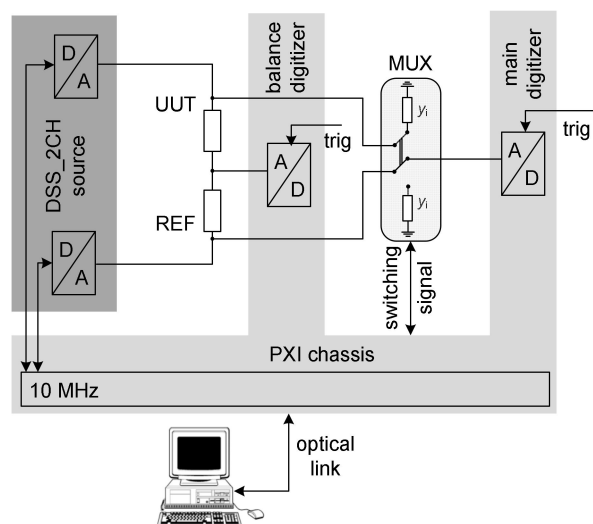 D
A
DSS_2CH
source
D
A
UUT
REF
balance
digitizer
trig
A
D
MUX
yi
yi
switching
signal
main
digitizer
trig
A
D
PXI chassis
10 MHz
optical
link